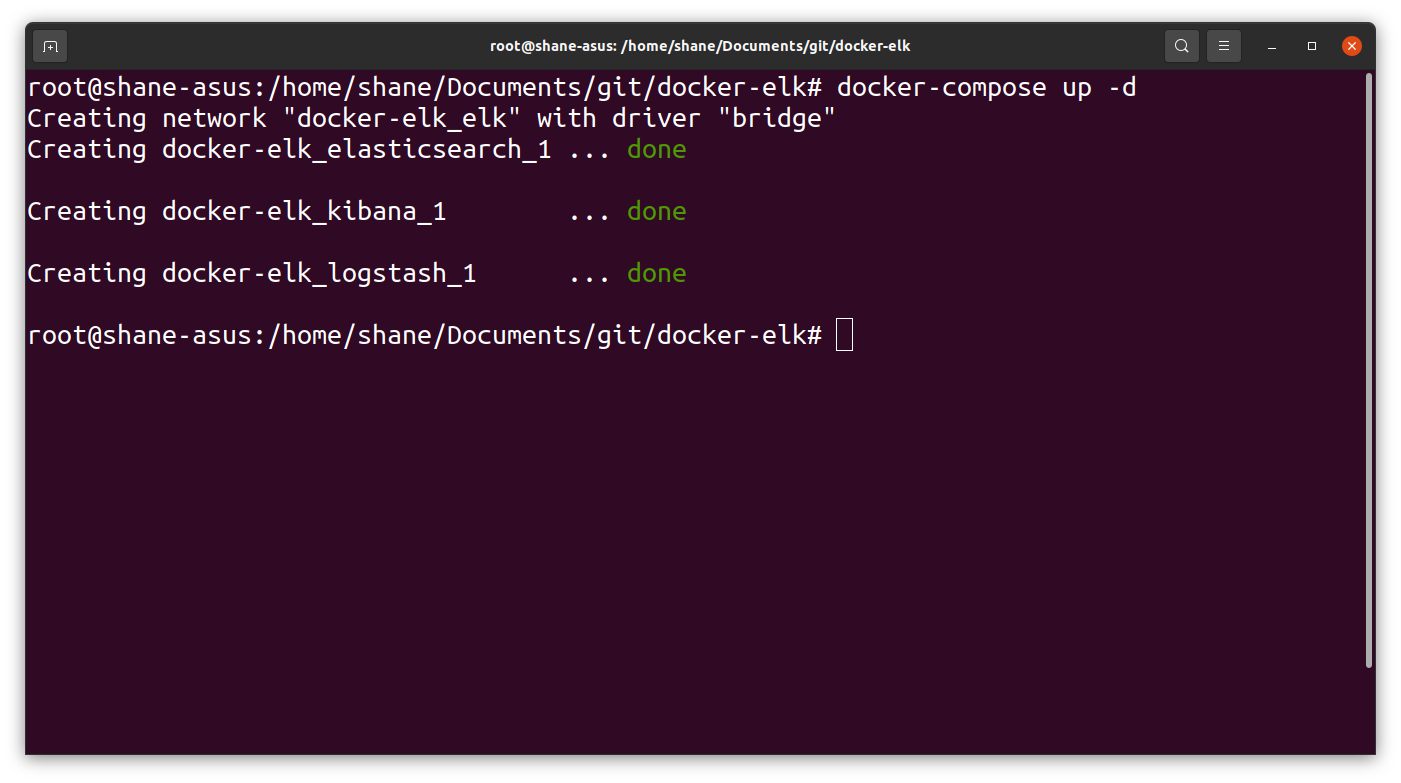 root@shane-asus: /home/shane/Documents/git/docker-elk
root@shane-asus:/home/shane/Documents/git/docker-elk# docker-compose up -d
Creating network "docker-elk_elk" with driver "bridge"
Creating docker-elk_elasticsearch_1 ... done
Creating docker-elk_kibana_1        ... done
Creating docker-elk_logstash_1      ... done
root@shane-asus:/home/shane/Documents/git/docker-elk#